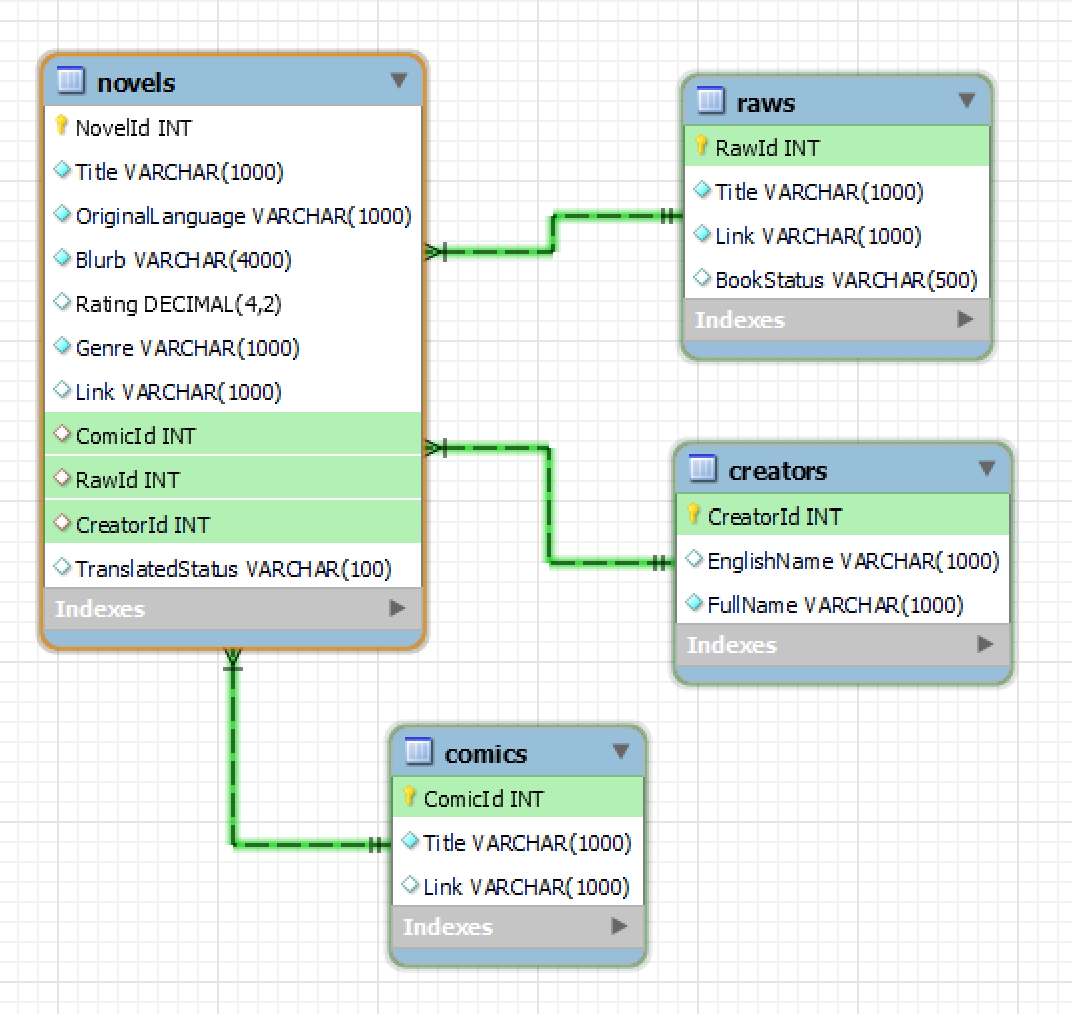 novels
NovelId INT
Title VARCHAR(1000)
OriginalLanguage VARCHAR(1000)
Blurb VARCHAR(4000)
Rating DECIMAL(4,2)
Genre VARCHAR(1000)
Link VARCHAR(1000)
ComicId INT
RawId INT
CreatorId INT
TranslatedStatus VARCHAR(100)
Indexes
raws
RawId INT
Title VARCHAR(1000)
Link VARCHAR(1000)
BookStatus VARCHAR(500)
Indexes
creators
CreatorId INT
EnglishName VARCHAR(1000)
FullName VARCHAR(1000)
Indexes
comics
ComicId INT
Title VARCHAR(1000)
Link VARCHAR(1000)
Indexes